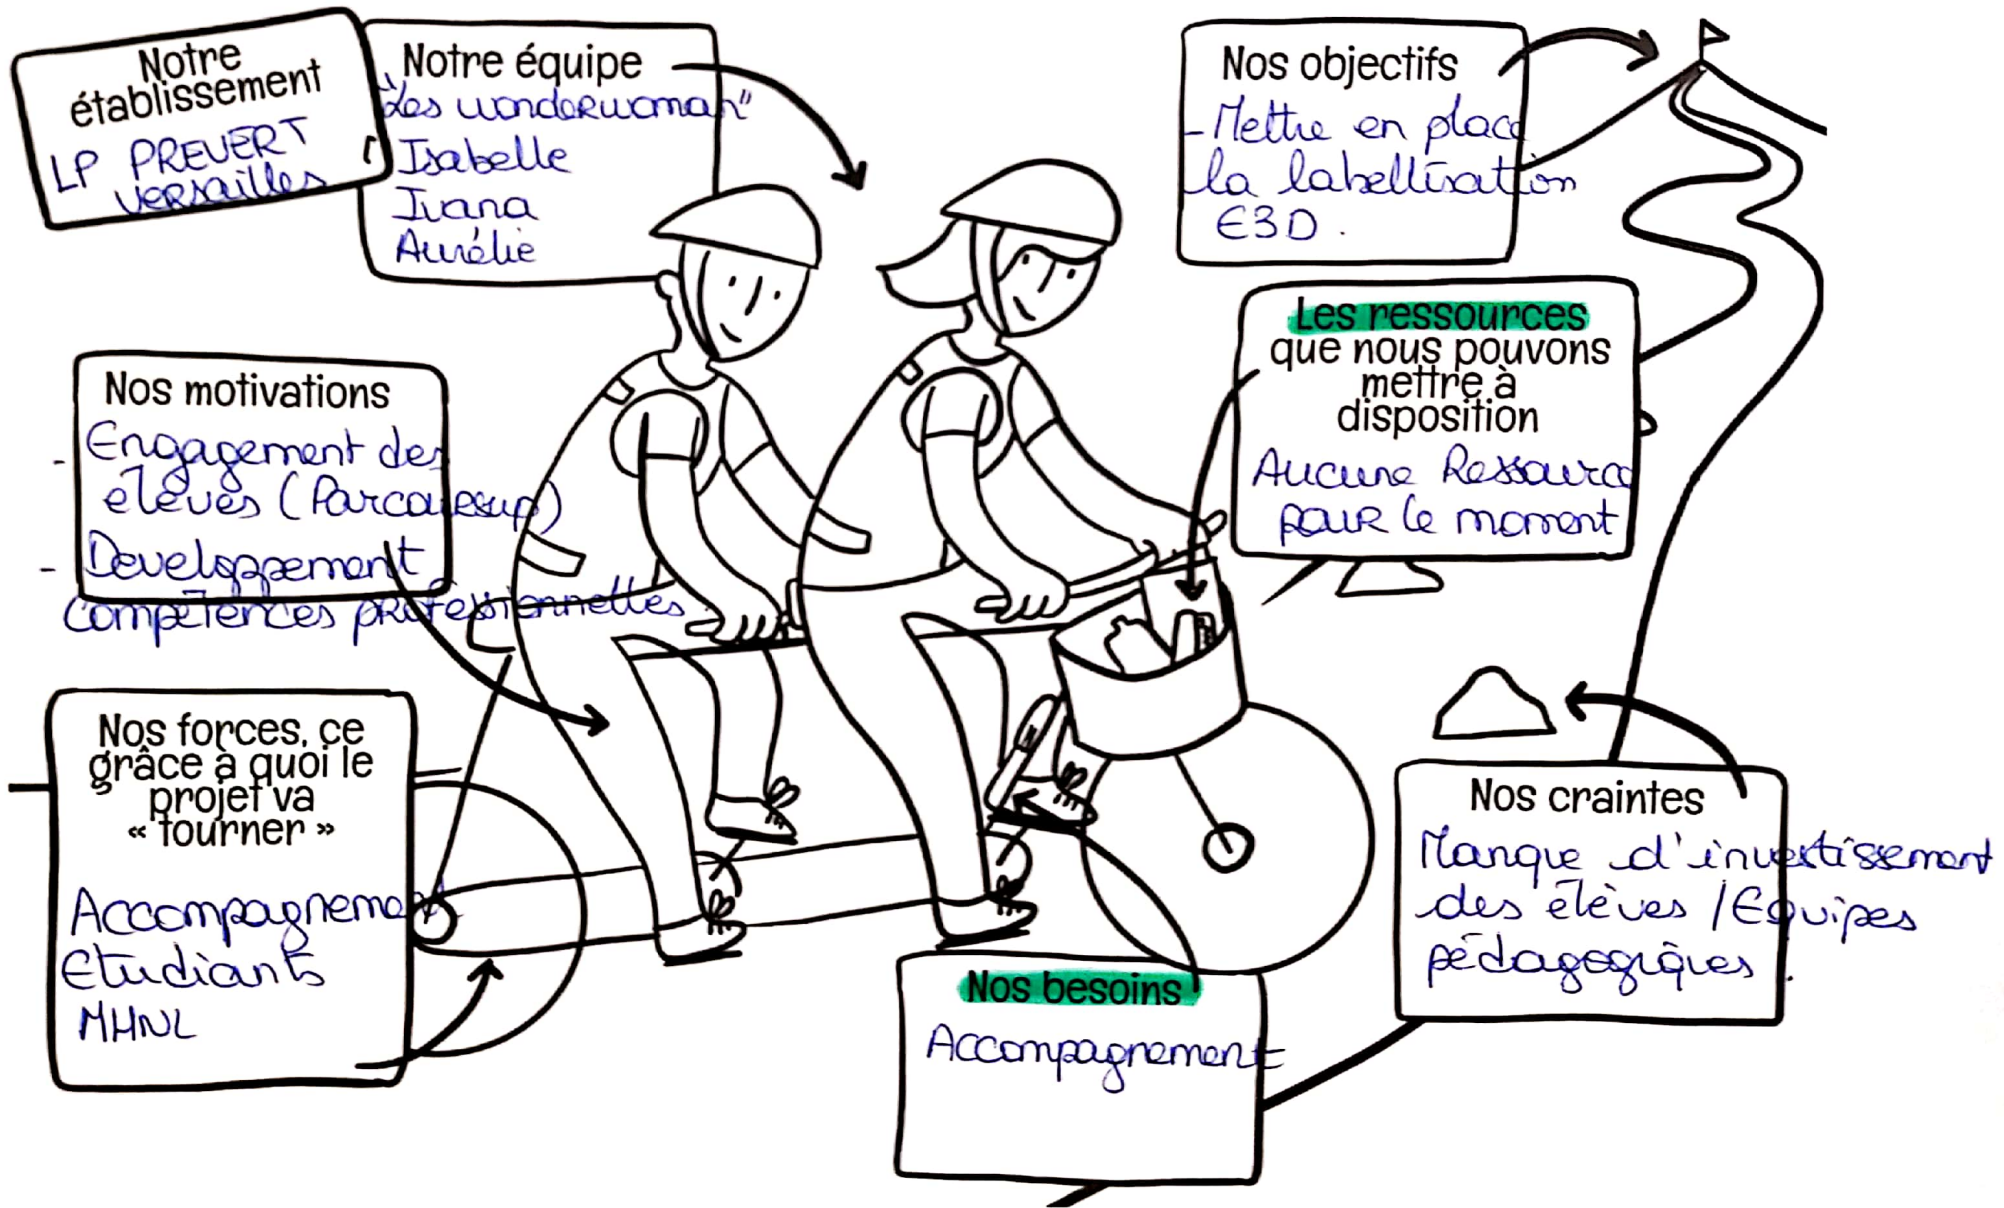 Notre
établissement
LP PREVERT
Versailles
Notre équipe
"Les wonderwoman"
Isabelle
Ivana
Aurélie
Nos objectifs
- Mettre en place
la labellisation
E3D.
Les ressources
que nous pouvons
mettre à
disposition
Aucune Ressource
pour le moment
Nos motivations
- Engagement des
élèves (Parcoursup)
- Developpement
compétences professionnelles
Nos forces, ce
grâce à quoi le
projet va
« tourner »
Accompagnement
Etudiants
MHNL
Nos besoins
Accompagnement
Nos craintes
Manque d'investissement
des élèves / Equipes
pédagogiques.